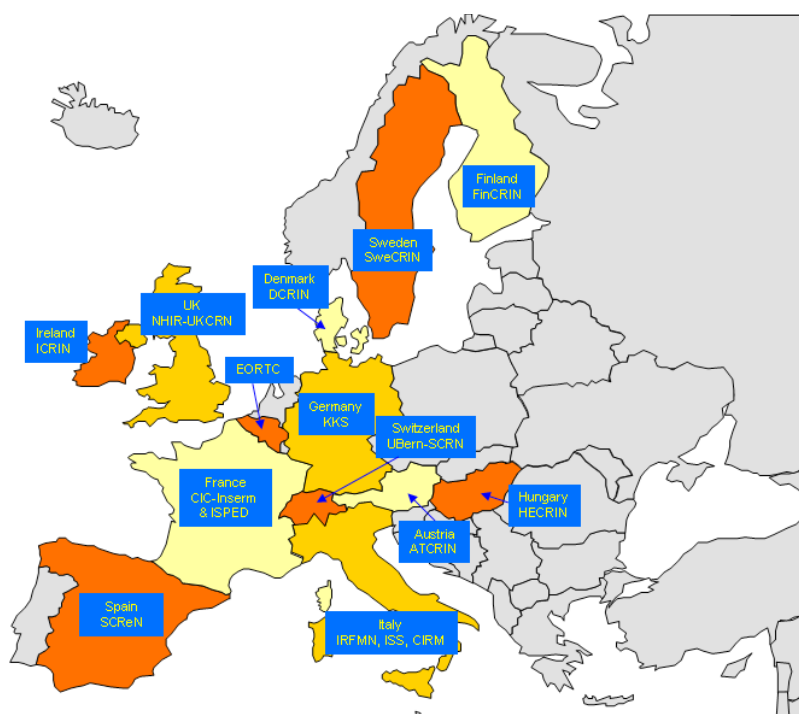 Finland
FinCRIN
Sweden
SweCRIN
Denmark
DCRIN
UK
NHIR-UKCRN
Ireland
ICRIN
EORTC
Germany
KKS
Switzerland
UBern-SCRN
France
CIC-Inserm
& ISPED
Hungary
HECRIN
Austria
ATCRIN
Spain
SCReN
Italy
IRFMN, ISS, CIRM